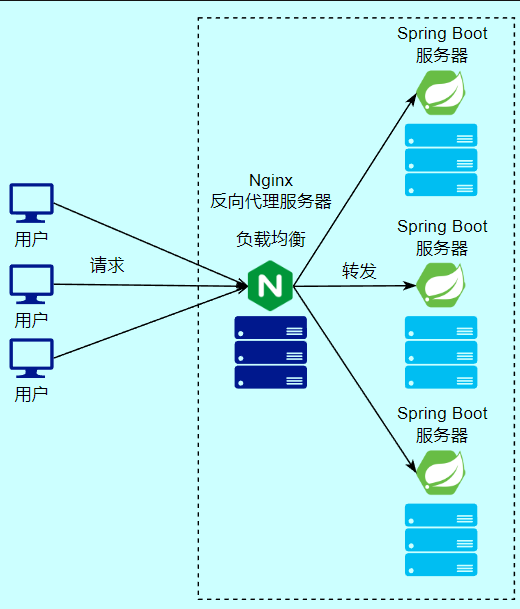 Spring Boot
服务器
Nginx
反向代理服务器
负载均衡
用户
请求
用户
用户
Spring Boot
服务器
转发
Spring Boot
服务器
N